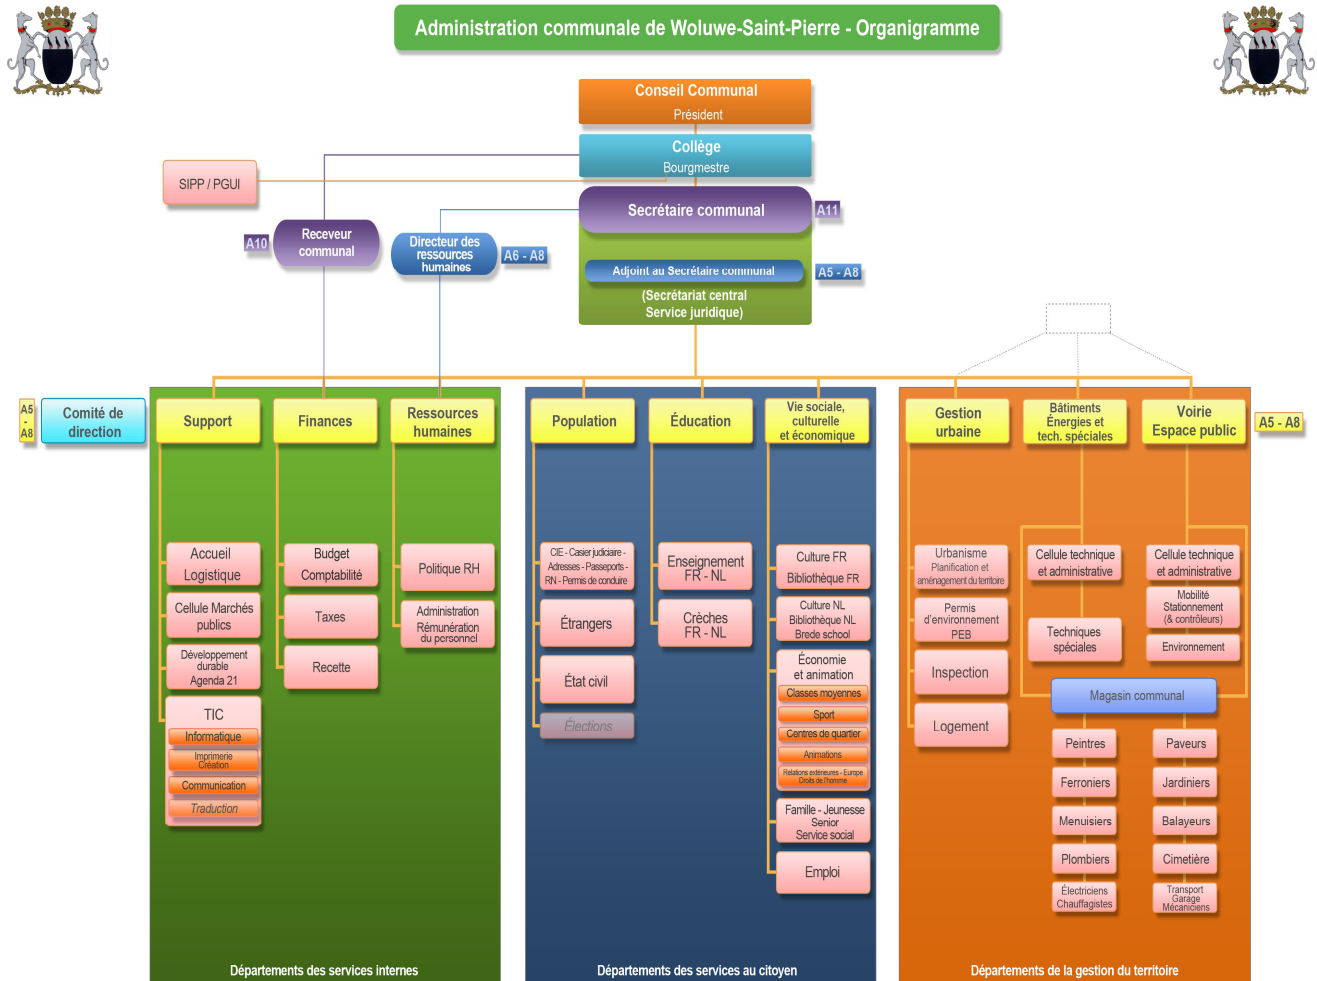 Administration communale de Woluwe-Saint-Pierre - Organigramme
Conseil Communal
Président
Collège
Bourgmestre
SIPP / PGUI
Secrétaire communal
A11
A10
Receveur
communal
Directeur des
ressources
humaines
A6 - A8
Adjoint au Secrétaire communal
A5 - A8
(Secrétariat central
Service juridique)
A5
-
A8
Comité de
direction
Support
Finances
Ressources
humaines
Population
Éducation
Vie sociale,
culturelle
et économique
Gestion
urbaine
Bâtiments
Énergies et
tech. spéciales
Voirie
Espace public
A5 - A8
Accueil
Logistique
Cellule Marchés
publics
Développement
durable
Agenda 21
TIC
Informatique
Imprimerie
Création
Communication
Traduction
Budget
Comptabilité
Taxes
Recette
Politique RH
Administration
Rémunération
du personnel
CIE - Casier judiciaire -
Adresses - Passeports -
RN - Permis de conduire
Étrangers
État civil
Élections
Enseignement
FR - NL
Crèches
FR - NL
Culture FR
Bibliothèque FR
Culture NL
Bibliothèque NL
Brede school
Économie
et animation
Classes moyennes
Sport
Centres de quartier
Animations
Relations extérieures - Europe
Droits de l'homme
Famille - Jeunesse
Senior
Service social
Emploi
Urbanisme
Planification et
aménagement du territoire
Permis
d'environnement
PEB
Inspection
Logement
Cellule technique
et administrative
Techniques
spéciales
Cellule technique
et administrative
Mobilité
Stationnement
(& contrôleurs)
Environnement
Magasin communal
Peintres
Ferroniers
Menuisiers
Plombiers
Électriciens
Chauffagistes
Paveurs
Jardiniers
Balayeurs
Cimetière
Transport
Garage
Mécaniciens
Départements des services internes
Départements des services au citoyen
Départements de la gestion du territoire